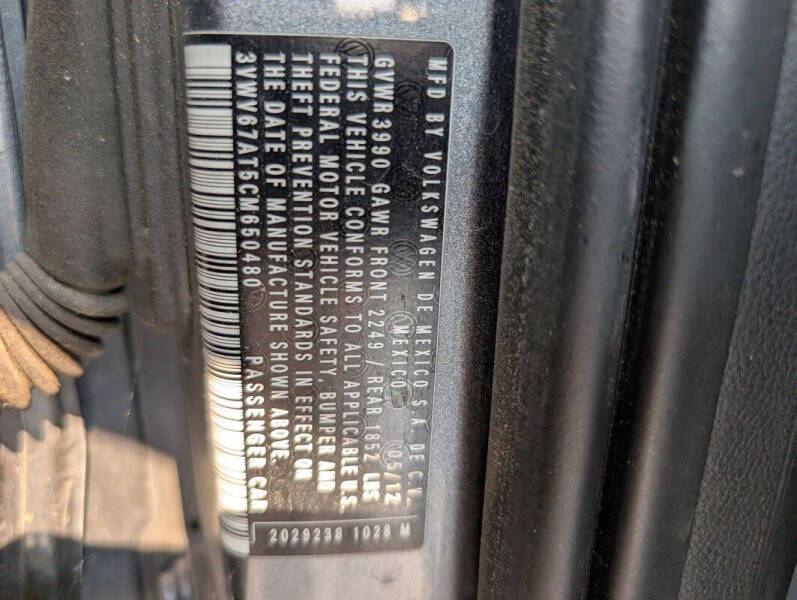 MFD BY VOLKSWAGEN DE MEXICO S.A. DE C.V.
MEXICO 05/12
GVWR 3990 GAWR FRONT 2249 / REAR 1852 LBS
THIS VEHICLE CONFORMS TO ALL APPLICABLE U.S.
FEDERAL MOTOR VEHICLE SAFETY, BUMPER AND
THEFT PREVENTION STANDARDS IN EFFECT ON
THE DATE OF MANUFACTURE SHOWN ABOVE.
3VWVY67AT5CM650480 PASSENGER CAR
2029238 1028 M